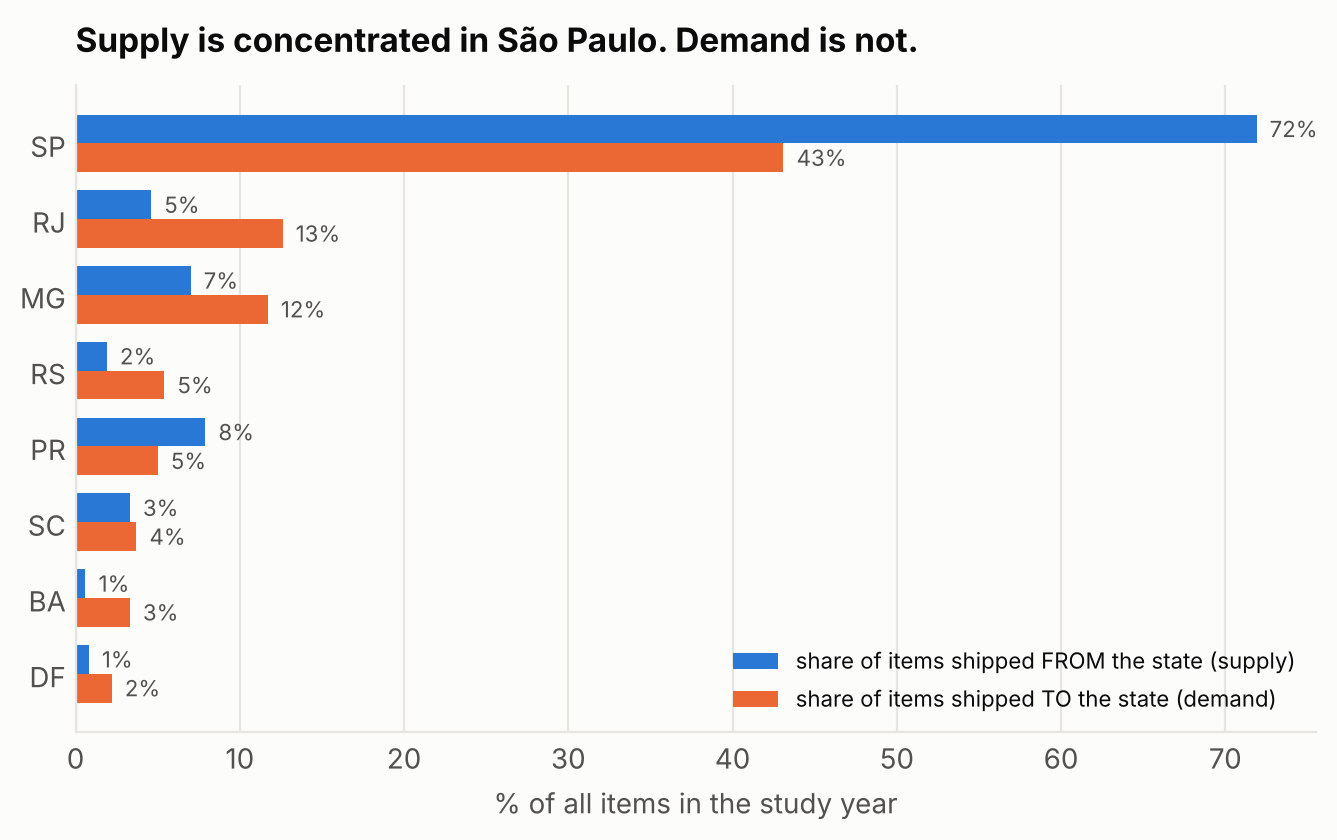 Supply is concentrated in São Paulo. Demand is not.
SP
72%
43%
RJ
5%
13%
MG
7%
12%
RS
2%
5%
PR
8%
5%
SC
3%
4%
BA
1%
3%
DF
1%
2%
share of items shipped FROM the state (supply)
share of items shipped TO the state (demand)
0 10 20 30 40 50 60 70
% of all items in the study year